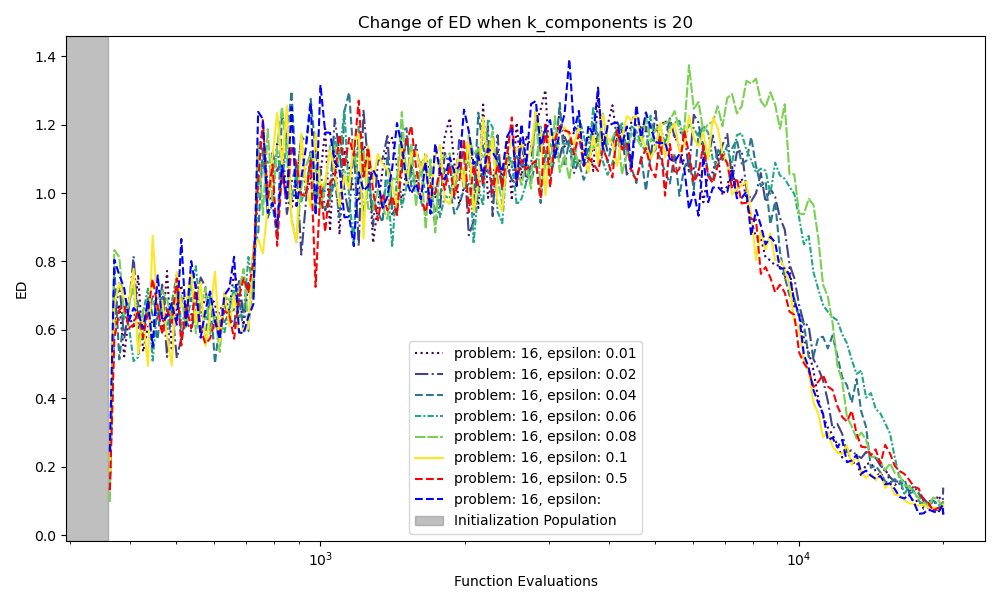 Change of ED when k_components is 20
ED
1.4
1.2
1.0
0.8
0.6
0.4
0.2
0.0
problem: 16, epsilon: 0.01
problem: 16, epsilon: 0.02
problem: 16, epsilon: 0.04
problem: 16, epsilon: 0.06
problem: 16, epsilon: 0.08
problem: 16, epsilon: 0.1
problem: 16, epsilon: 0.5
problem: 16, epsilon:
Initialization Population
10³
10⁴
Function Evaluations